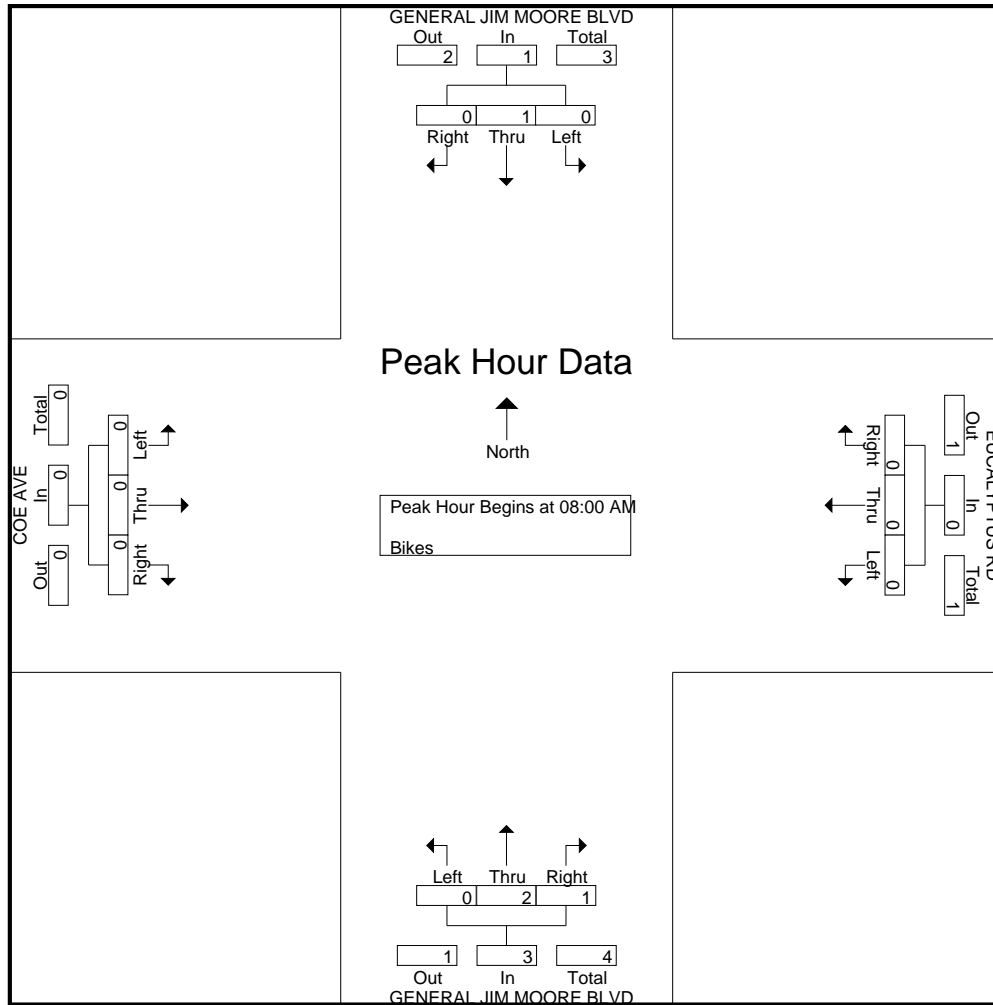 GENERAL JIM MOORE BLVD
Out In Total
2 1 3
0 1 0
Right Thru Left
Peak Hour Data
North
Peak Hour Begins at 08:00 AM
Bikes
COE AVE
Total In Out
0 0 0
0 0 0
Left Thru Right
Right Thru Left
0 0 0
Out In Total
1 0 1
EUCALYPTUS RD
Left Thru Right
0 2 1
1 3 4
Out In Total
GENERAL JIM MOORE BLVD